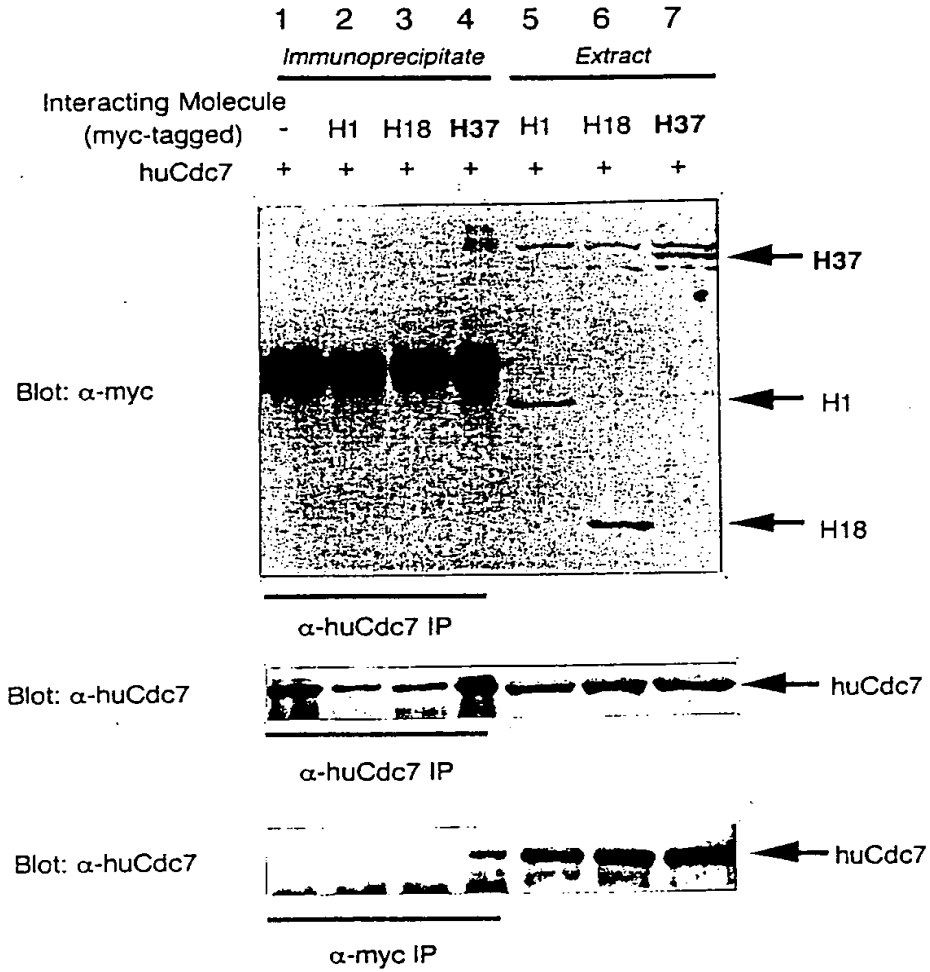 1 2 3 4 5 6 7
Immunoprecipitate Extract
Interacting Molecule
(myc-tagged) - H1 H18 H37 H1 H18 H37
huCdc7 + + + + + + +
H37
Blot: α-myc
H1
H18
α-huCdc7 IP
Blot: α-huCdc7 huCdc7
α-huCdc7 IP
Blot: α-huCdc7 huCdc7
α-myc IP